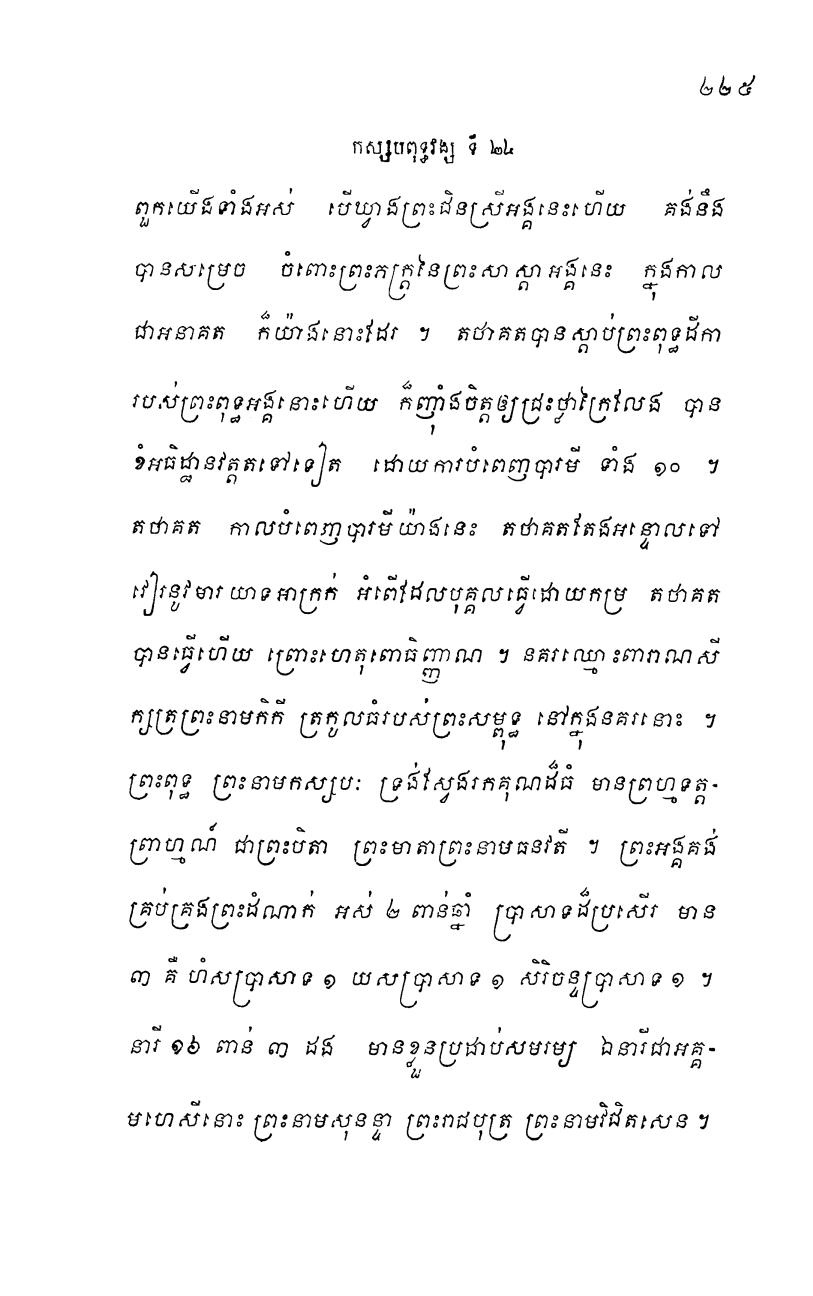 ២២៥
កស្សបពុទ្ធវង្ស ទី ២៤
ពួកយើងទាំងអស់ បើឃ្វាងព្រះជិនស្រីអង្គនេះហើយ គង់នឹង
បានសម្រេច ចំពោះព្រះភក្ត្រនៃព្រះសាស្តាអង្គនេះ ក្នុងកាល
ជាអនាគត ក៏យ៉ាងនោះដែរ ។ តថាគតបានស្តាប់ព្រះពុទ្ធដីកា
របស់ព្រះពុទ្ធអង្គនោះហើយ ក៏ញ៉ាំងចិត្តឲ្យជ្រះថ្លាក្រៃលែង បាន
ខំអធិដ្ឋានវត្តតទៅទៀត ដោយការបំពេញបារមី ទាំង ១០ ។
តថាគត កាលបំពេញបារមីយ៉ាងនេះ តថាគតតែងអន្ទោលទៅ
វៀរនូវមារយាទអាក្រក់ អំពើដែលបុគ្គលធ្វើដោយកម្រ តថាគត
បានធ្វើហើយ ព្រោះហេតុពោធិញ្ញាណ ។ នគរឈ្មោះពារាណសី
ក្សត្រព្រះនាមកិកី ត្រកូលធំរបស់ព្រះសម្ពុទ្ធ នៅក្នុងនគរនោះ ។
ព្រះពុទ្ធ ព្រះនាមកស្សបៈ ទ្រង់ស្វែងរកគុណដ៏ធំ មានព្រហ្មទត្ត-
ព្រាហ្មណ៍ ជាព្រះបិតា ព្រះមាតាព្រះនាមធនវតី ។ ព្រះអង្គគង់
គ្រប់គ្រងព្រះដំណាក់ អស់ ២ ពាន់ឆ្នាំ ប្រាសាទដ៏ប្រសើរ មាន
៣ គឺ ហំសប្រាសាទ ១ យសប្រាសាទ ១ សិរិចន្ទប្រាសាទ ១ ។
នារី ១៦ ពាន់ ៣ ដង មានខ្លួនប្រដាប់សមរម្យ ឯនារីជាអគ្គ-
មហេសីនោះ ព្រះនាមសុនន្ទា ព្រះរាជបុត្រ ព្រះនាមវិជិតសេន ។